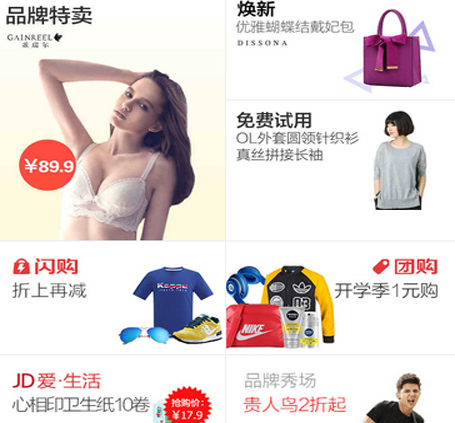 品牌特卖
GAINREEL
歌瑞尔
¥89.9
焕新
优雅蝴蝶结戴妃包
DISSONA
免费试用
OL外套圆领针织衫
真丝拼接长袖
闪购
折上再减
Kappa
团购
开学季1元购
03
NIKE
JD 爱·生活
心相印卫生纸10卷
抢购价:
¥17.9
品牌秀场
贵人鸟2折起